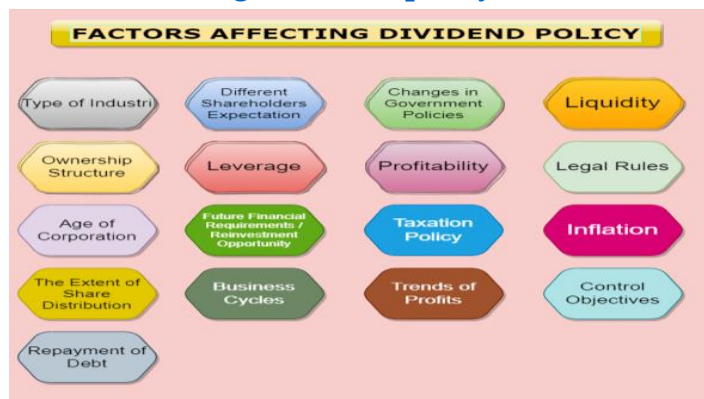 FACTORS AFFECTING DIVIDEND POLICY
Type of Industri
Different
Shareholders
Expectation
Changes in
Government
Policies
Liquidity
Ownership
Structure
Leverage
Profitability
Legal Rules
Age of
Corporation
Future Financial
Requirements /
Reinvestment
Opportunity
Taxation
Policy
Inflation
The Extent of
Share
Distribution
Business
Cycles
Trends of
Profits
Control
Objectives
Repayment of
Debt